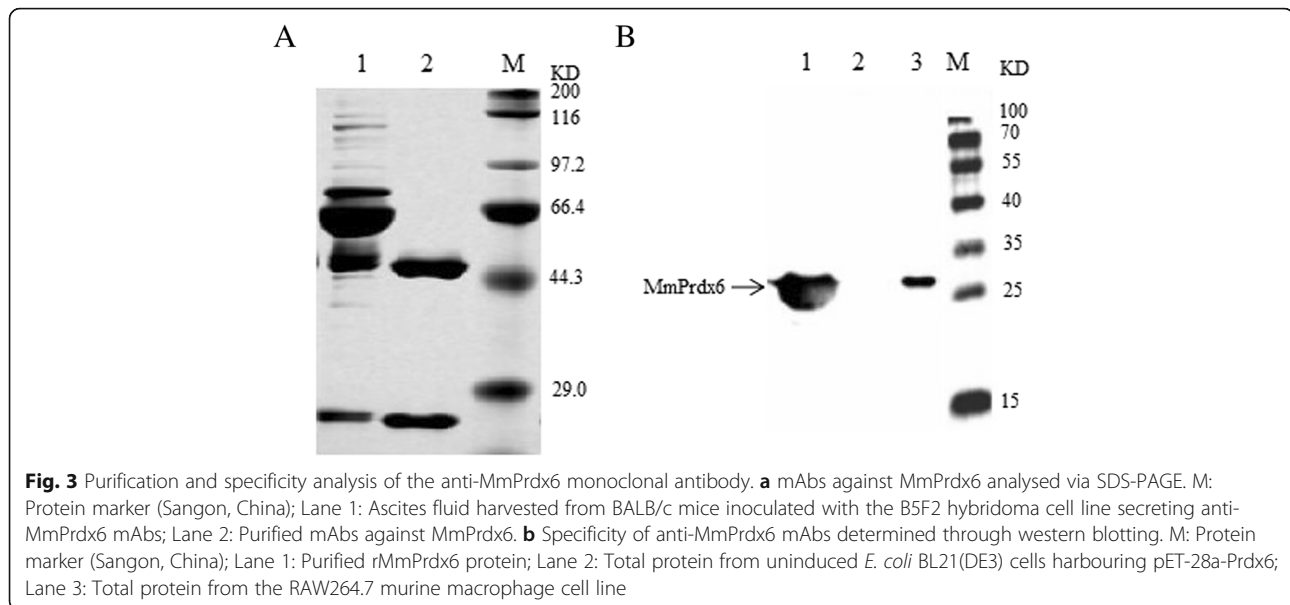 A
B
1 2 M
KD
200
116
97.2
66.4
44.3
29.0
1 2 3 M
KD
100
70
55
40
35
25
15
MmPrdx6
Fig. 3 Purification and specificity analysis of the anti-MmPrdx6 monoclonal antibody. a mAbs against MmPrdx6 analysed via SDS-PAGE. M:
Protein marker (Sangon, China); Lane 1: Ascites fluid harvested from BALB/c mice inoculated with the B5F2 hybridoma cell line secreting anti-
MmPrdx6 mAbs; Lane 2: Purified mAbs against MmPrdx6. b Specificity of anti-MmPrdx6 mAbs determined through western blotting. M: Protein
marker (Sangon, China); Lane 1: Purified rMmPrdx6 protein; Lane 2: Total protein from uninduced E. coli BL21(DE3) cells harbouring pET-28a-Prdx6;
Lane 3: Total protein from the RAW264.7 murine macrophage cell line